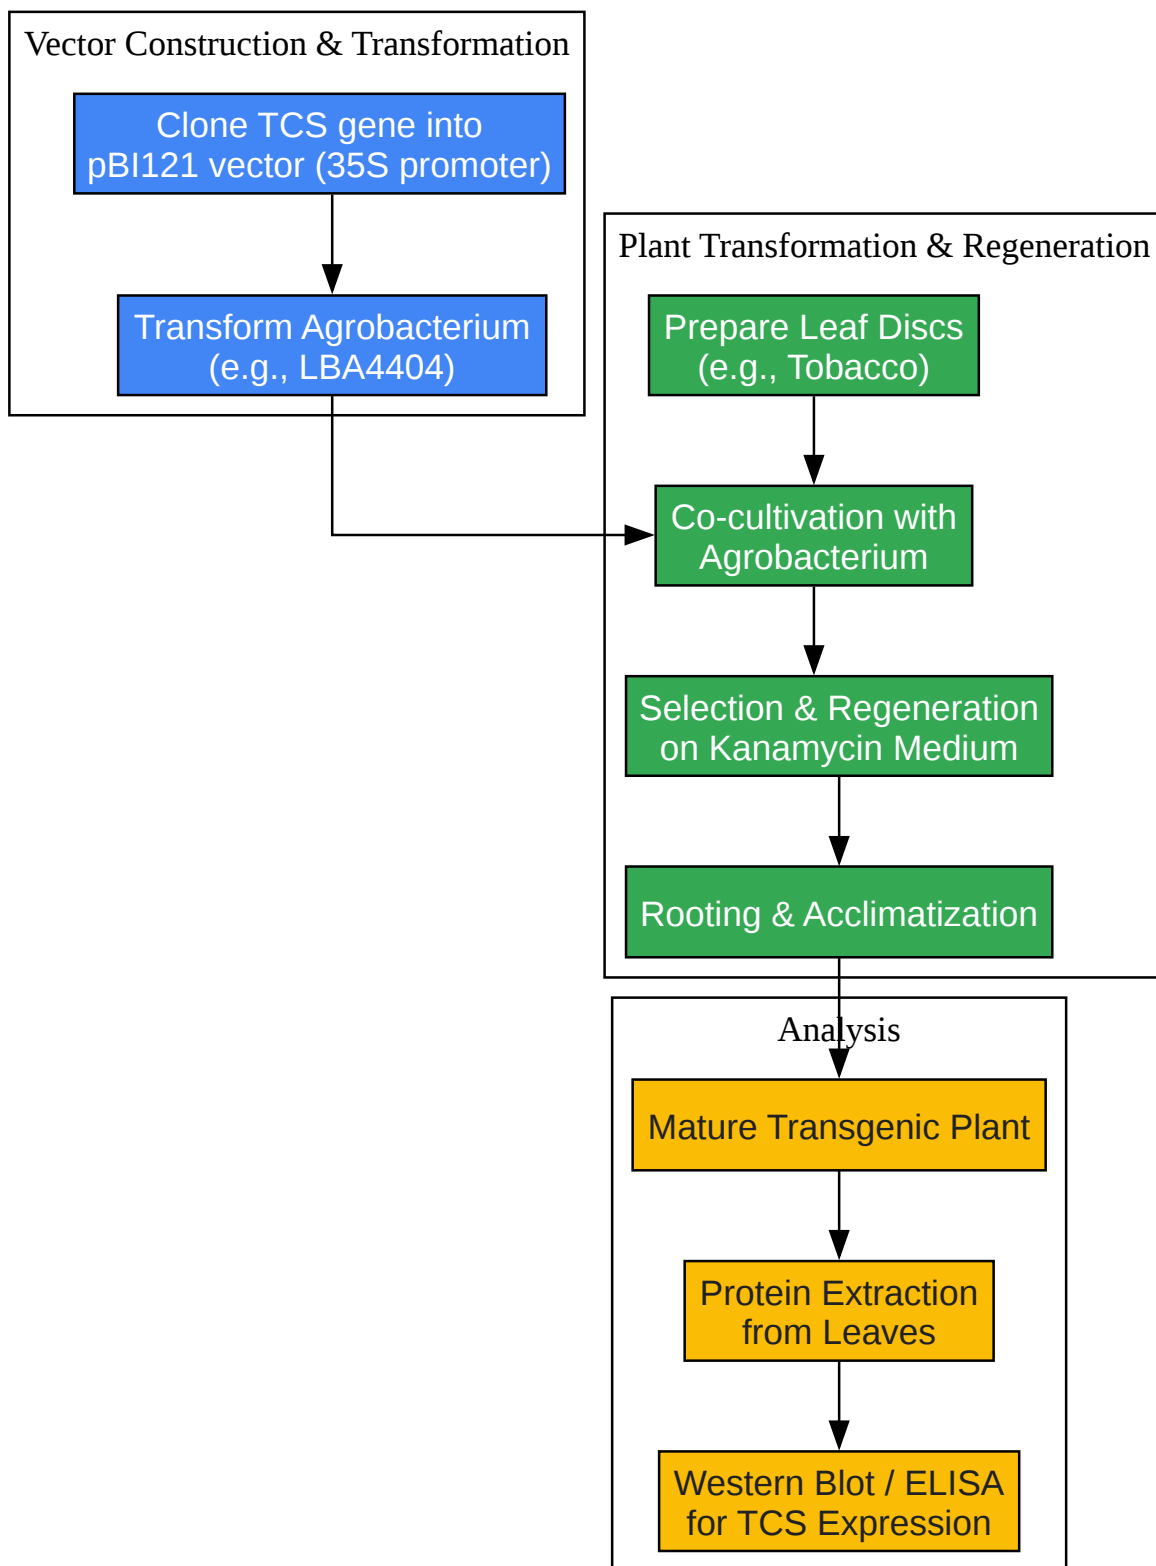 Vector Construction & Transformation
Clone TCS gene into
pBI121 vector (35S promoter)
Transform Agrobacterium
(e.g., LBA4404)
Plant Transformation & Regeneration
Prepare Leaf Discs
(e.g., Tobacco)
Co-cultivation with
Agrobacterium
Selection & Regeneration
on Kanamycin Medium
Rooting & Acclimatization
Analysis
Mature Transgenic Plant
Protein Extraction
from Leaves
Western Blot / ELISA
for TCS Expression